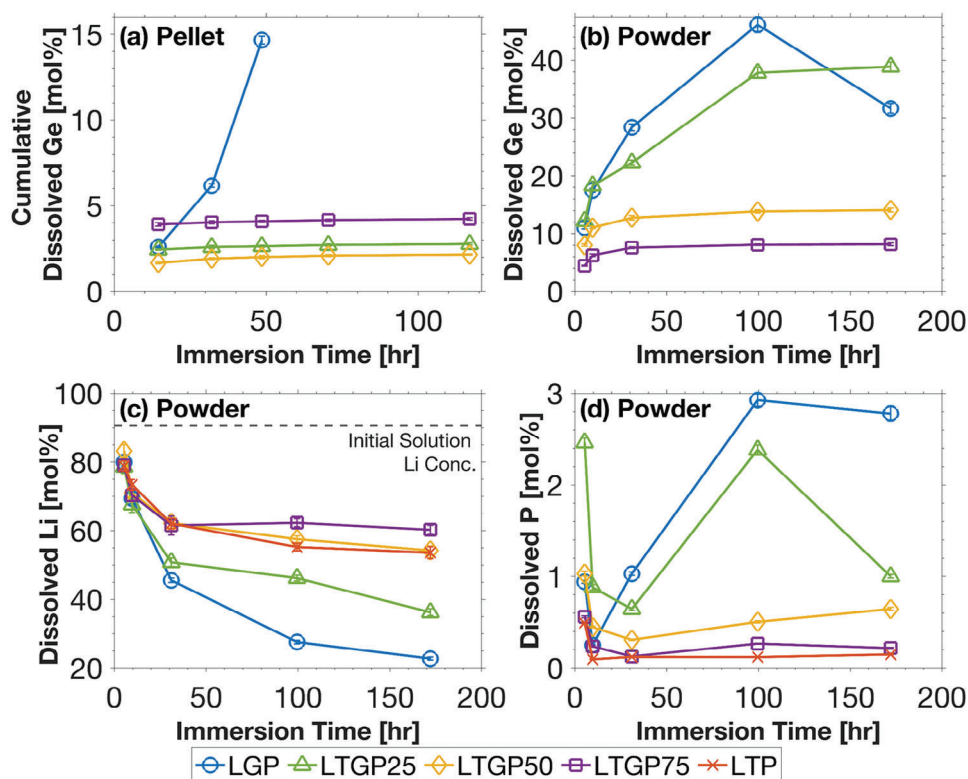 (a) Pellet
Cumulative
Dissolved Ge [mol%]
15
10
5
0
0
50
100
Immersion Time [hr]
(b) Powder
Dissolved Ge [mol%]
40
30
20
10
0
0
50
100
150
200
Immersion Time [hr]
(c) Powder
Initial Solution
Li Conc.
Dissolved Li [mol%]
100
80
60
40
20
0
50
100
150
200
Immersion Time [hr]
(d) Powder
Dissolved P [mol%]
3
2
1
0
0
50
100
150
200
Immersion Time [hr]
LGP LTGP25 LTGP50 LTGP75 LTP